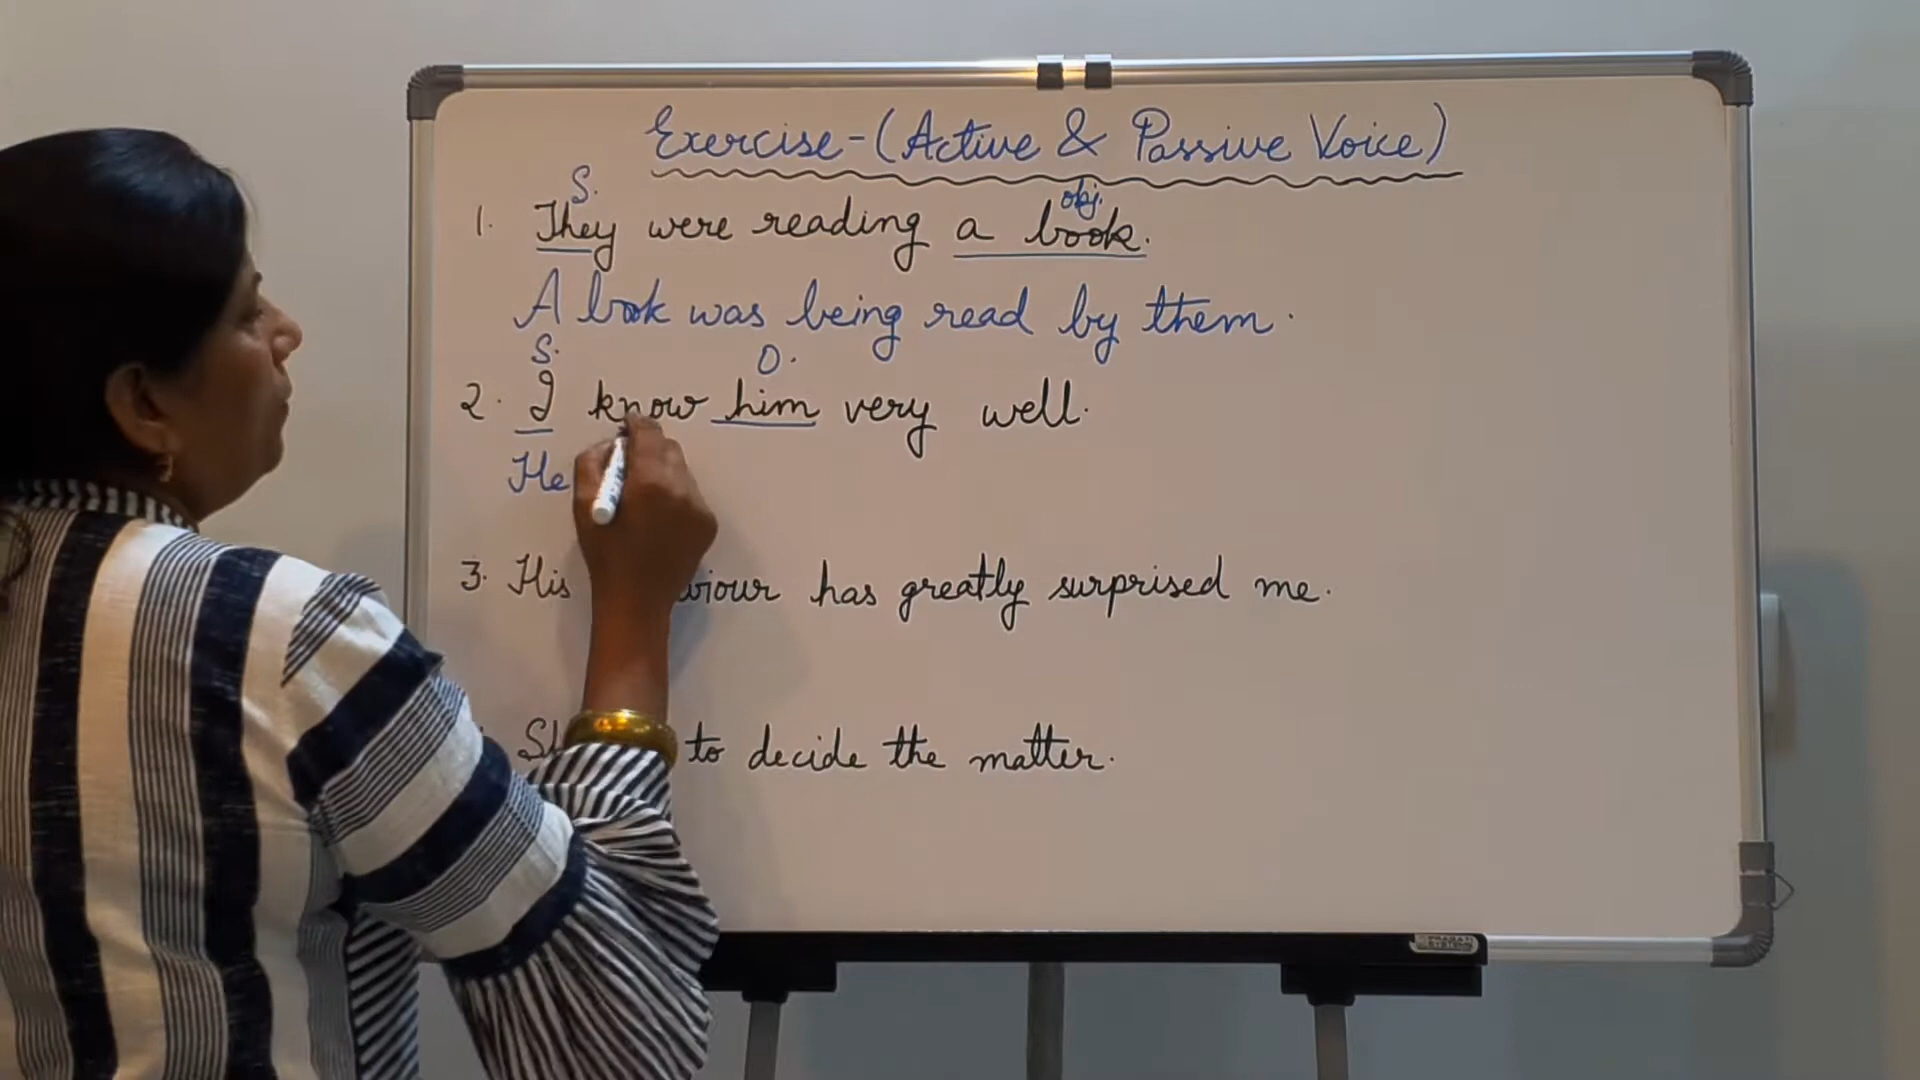 Exercise-(Active & Passive Voice)
S. obj.
1. They were reading a book.
A book was being read by them.
S. O.
2. I know him very well.
He
3. His has greatly surprised me.
to decide the matter.